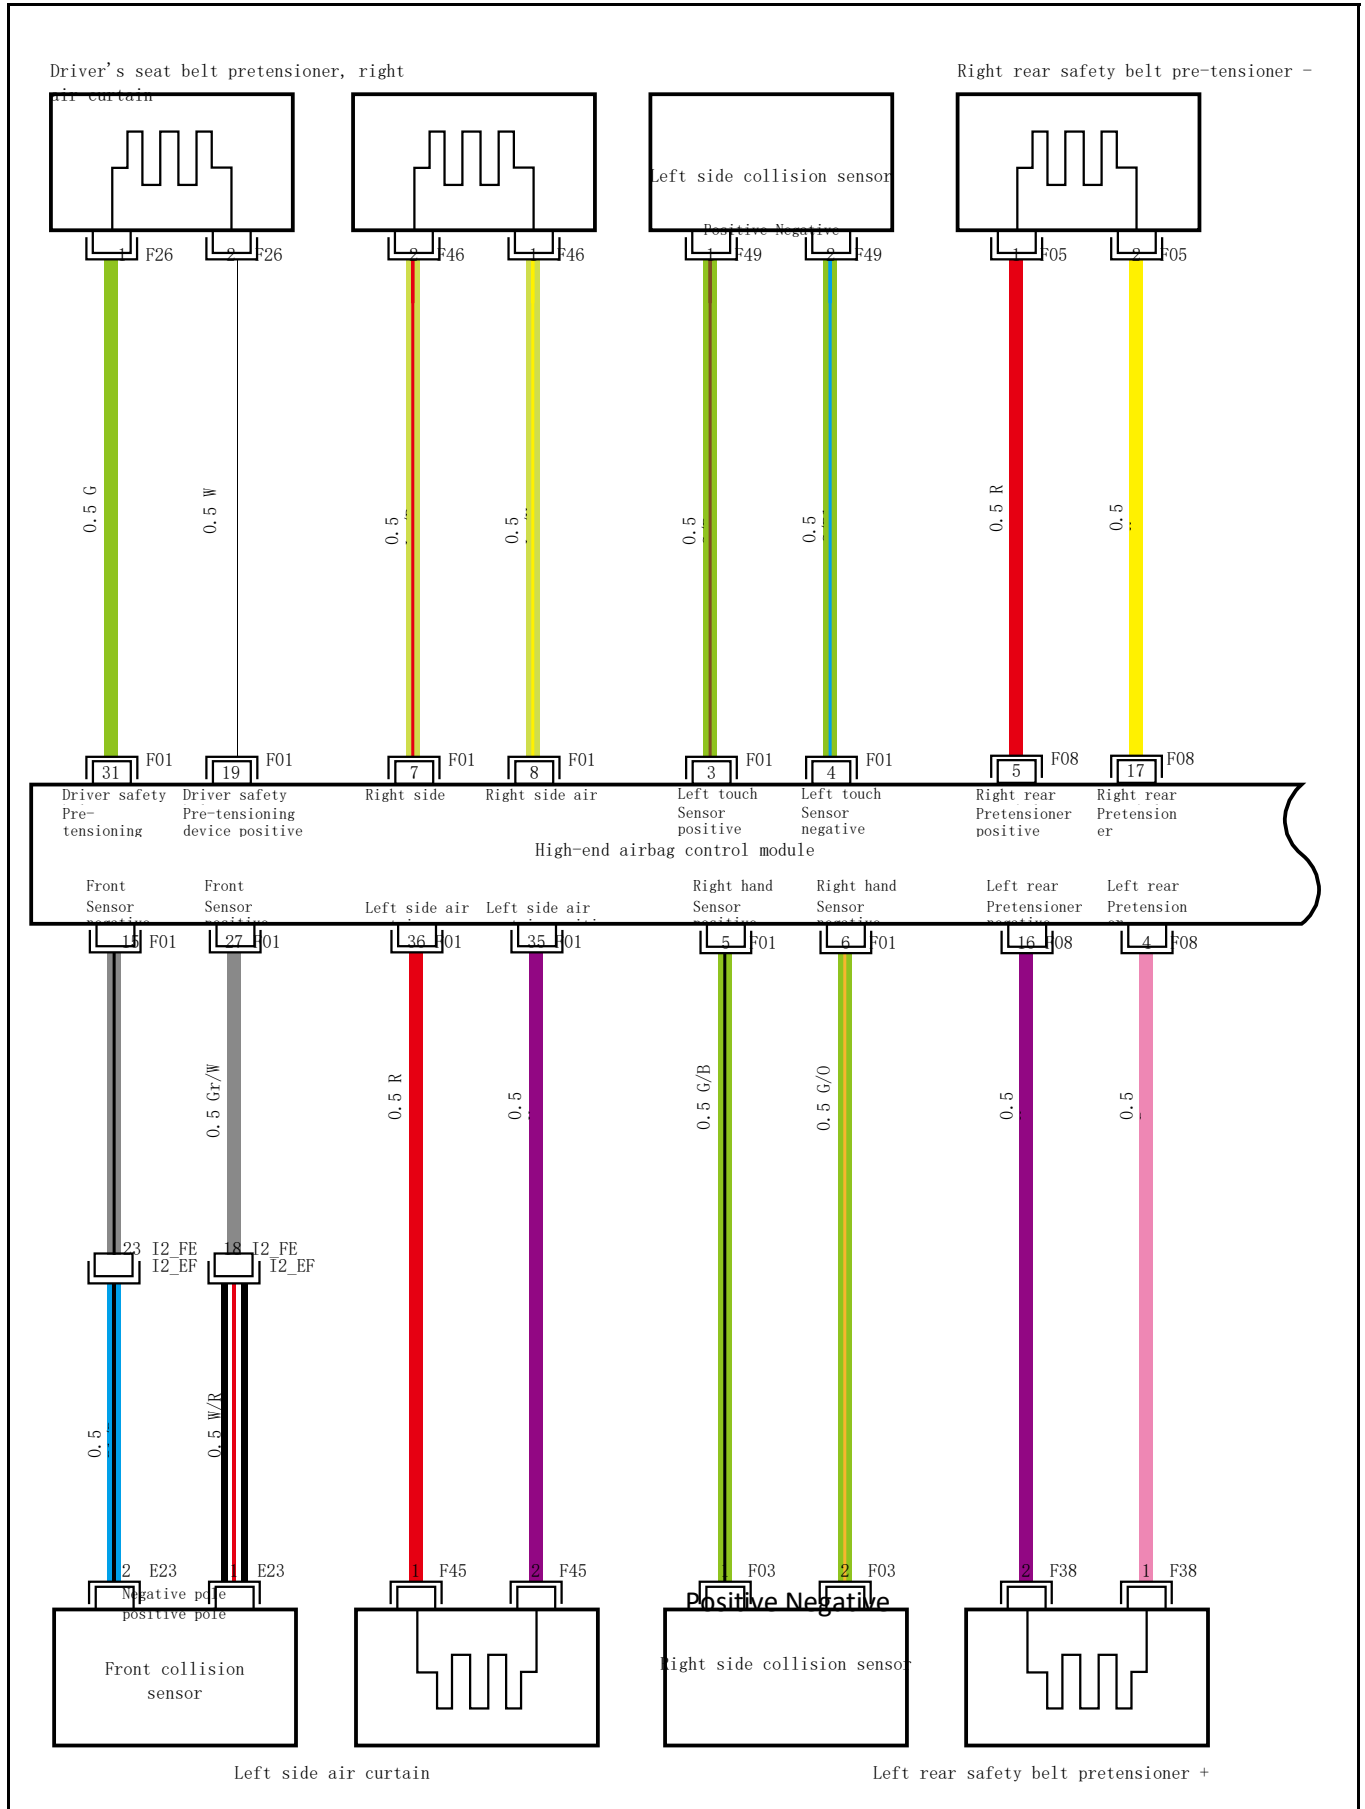 Driver's seat belt pretensioner, right
air curtain
Right rear safety belt pre-tensioner -
Left side collision sensor
Positive Negative
1 F26
2 F26
2 F46
1 F46
1 F49
2 F49
1 F05
2 F05
0.5 G
0.5 W
0.5
0.5
0.5
0.5
0.5 R
0.5
31 F01
19 F01
7 F01
8 F01
3 F01
4 F01
5 F08
17 F08
Driver safety
Pre-
tensioning
Driver safety
Pre-tensioning
device positive
Right side
Right side air
Left touch
Sensor
positive
Left touch
Sensor
negative
Right rear
Pretensioner
positive
Right rear
Pretension
er
High-end airbag control module
Front
Sensor
negative
Front
Sensor
positive
Left side air
Left side air
Right hand
Sensor
positive
Right hand
Sensor
negative
Left rear
Pretensioner
negative
Left rear
Pretension
er
15 F01
27 F01
36 F01
35 F01
5 F01
6 F01
16 F08
4 F08
0.5 Gr/W
0.5 R
0.5
0.5 G/B
0.5 G/O
0.5
0.5
23 I2_FE
I2_EF
18 I2_FE
I2_EF
0.5
0.5 W/R
2 E23
1 E23
1 F45
2 F45
1 F03
2 F03
2 F38
1 F38
Negative pole
positive pole
Positive Negative
Front collision
sensor
Right side collision sensor
Left side air curtain
Left rear safety belt pretensioner +